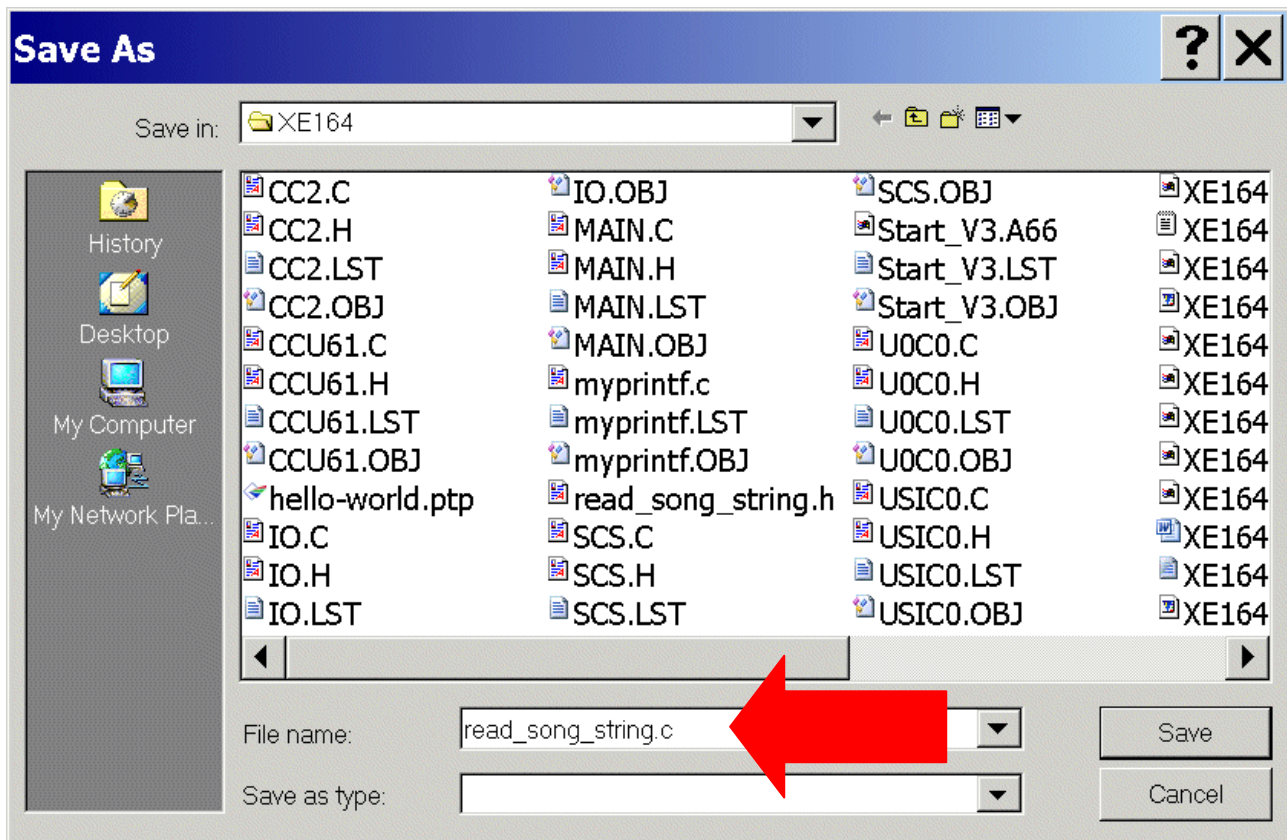 Save As
Save in:
XE164
History
Desktop
My Computer
My Network Pla...
CC2.C
CC2.H
CC2.LST
CC2.OBJ
CCU61.C
CCU61.H
CCU61.LST
CCU61.OBJ
hello-world.ptp
IO.C
IO.H
IO.LST
IO.OBJ
MAIN.C
MAIN.H
MAIN.LST
MAIN.OBJ
myprintf.c
myprintf.LST
myprintf.OBJ
read_song_string.h
SCS.C
SCS.H
SCS.LST
SCS.OBJ
Start_V3.A66
Start_V3.LST
Start_V3.OBJ
U0C0.C
U0C0.H
U0C0.LST
U0C0.OBJ
USIC0.C
USIC0.H
USIC0.LST
USIC0.OBJ
XE164
XE164
XE164
XE164
XE164
XE164
XE164
XE164
XE164
XE164
XE164
XE164
File name:
read_song_string.c
Save
Save as type:
Cancel